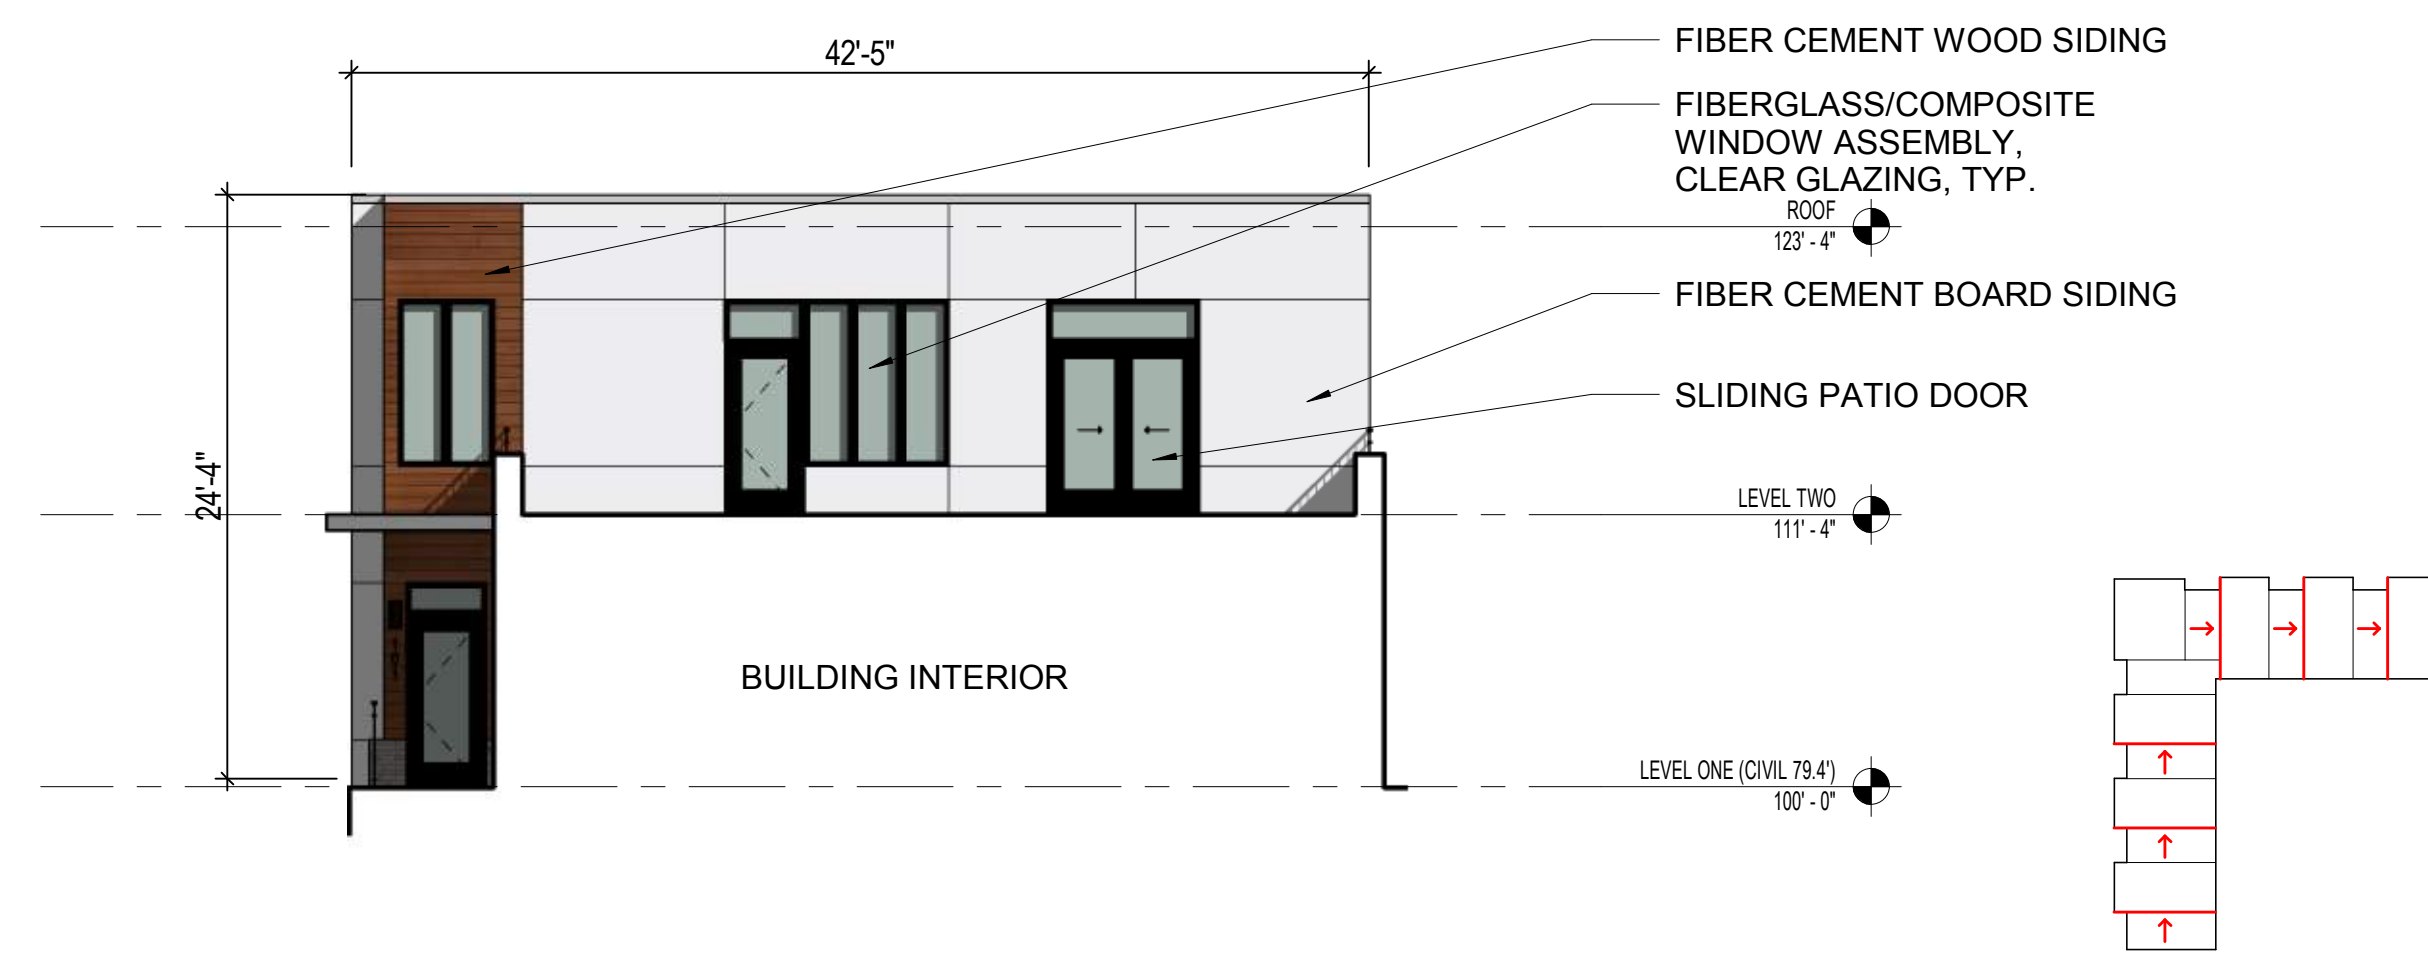 42'-5"
FIBER CEMENT WOOD SIDING
FIBERGLASS/COMPOSITE
WINDOW ASSEMBLY,
CLEAR GLAZING, TYP.
ROOF
123' - 4"
FIBER CEMENT BOARD SIDING
SLIDING PATIO DOOR
24'-4"
LEVEL TWO
111' - 4"
BUILDING INTERIOR
LEVEL ONE (CIVIL 79.4')
100' - 0"